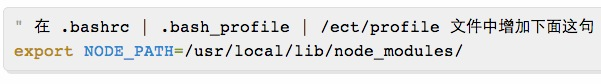 " 在 .bashrc | .bash_profile | /ect/profile 文件中增加下面这句
export NODE_PATH=/usr/local/lib/node_modules/